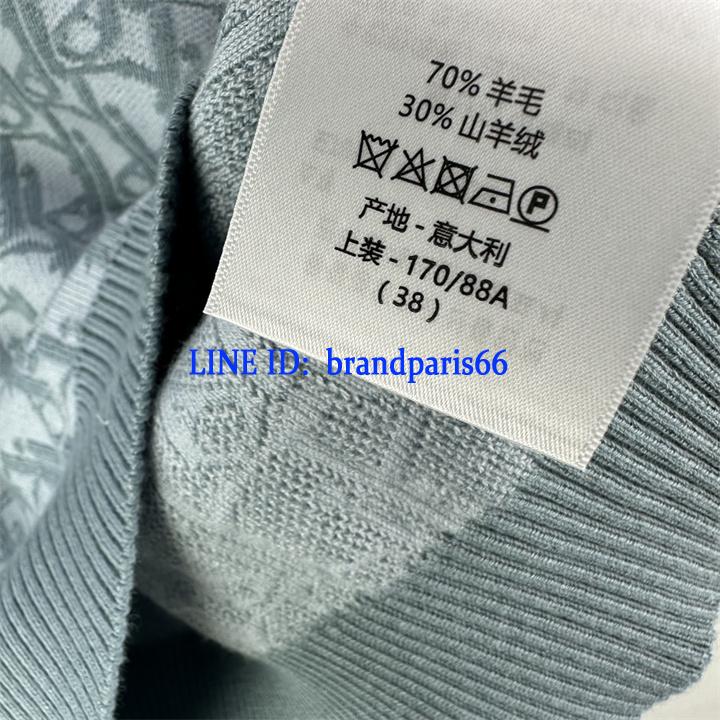 70% 羊毛
30% 山羊绒
P
产地 - 意大利
上装 - 170/88A
( 38 )
LINE ID: brandparis66